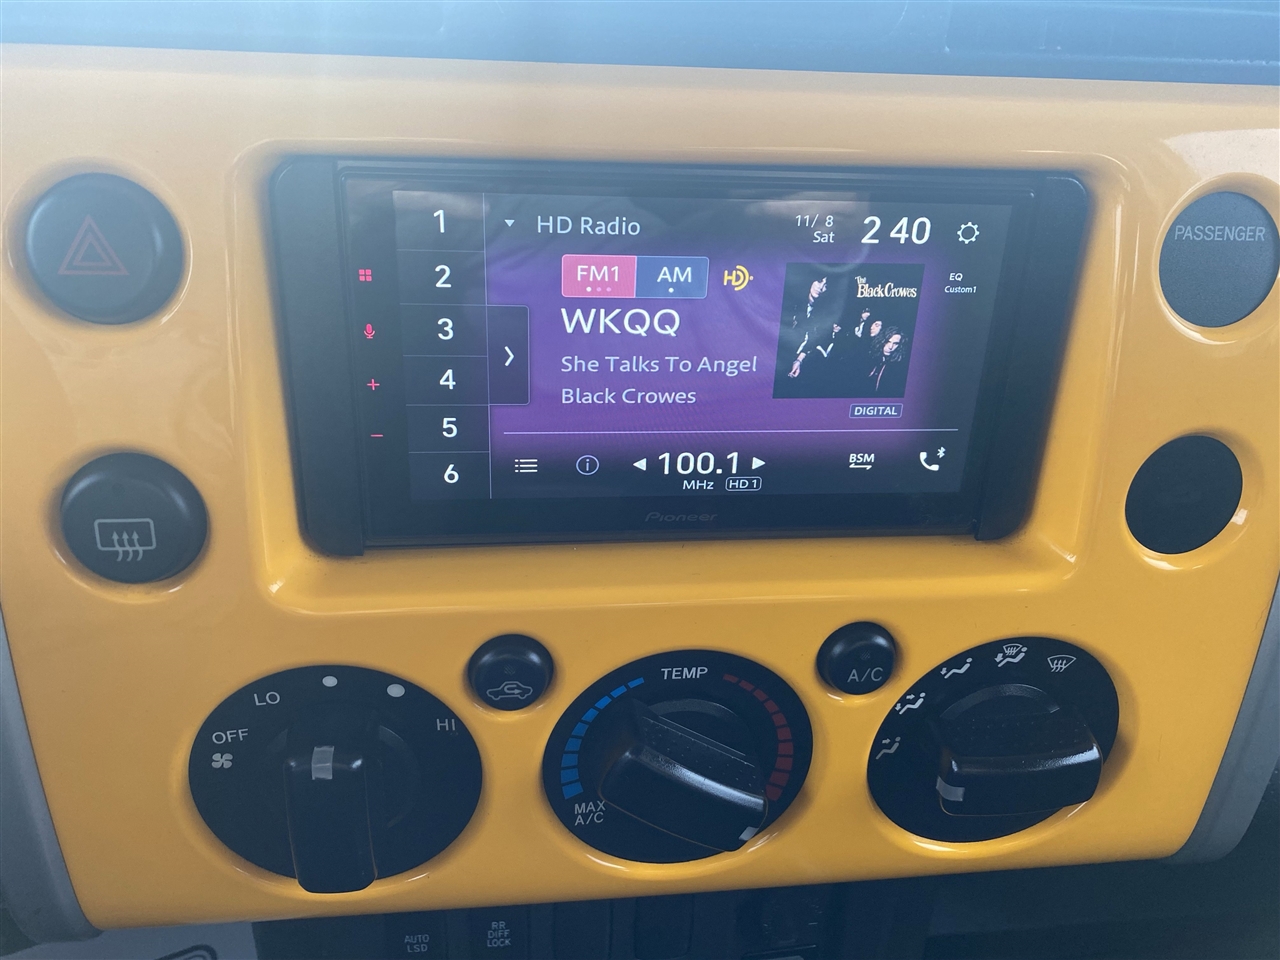 1
2
3
4
5
6
HD Radio
11/ 8
Sat
2 40
FM1
AM
HD
WKQQ
She Talks To Angel
Black Crowes
The
Black Crowes
EQ
Custom1
DIGITAL
100.1
MHz HD 1
BSM
Pioneer
PASSENGER
OFF
LO
HI
TEMP
MAX
A/C
A/C
AUTO
LSD
RR
DIFF
LOCK